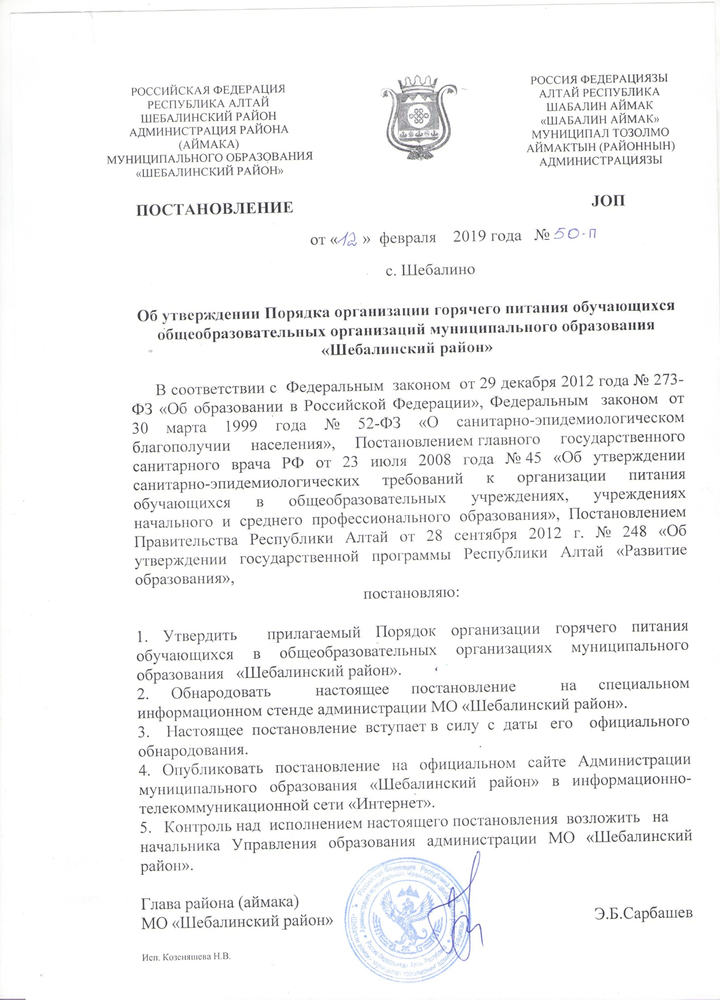 РОССИЙСКАЯ ФЕДЕРАЦИЯ
РЕСПУБЛИКА АЛТАЙ
ШЕБАЛИНСКИЙ РАЙОН
АДМИНИСТРАЦИЯ РАЙОНА
(АЙМАКА)
МУНИЦИПАЛЬНОГО ОБРАЗОВАНИЯ
«ШЕБАЛИНСКИЙ РАЙОН»
РОССИЯ ФЕДЕРАЦИЯЗЫ
АЛТАЙ РЕСПУБЛИКА
ШАБАЛИН АЙМАК
«ШАБАЛИН АЙМАК»
МУНИЦИПАЛ ТОЗОЛМО
АЙМАКТЫН (РАЙОННЫН)
АДМИНИСТРАЦИЯЗЫ
ПОСТАНОВЛЕНИЕ JОП
от «12» февраля 2019 года № 50-п
с. Шебалино
Об утверждении Порядка организации горячего питания обучающихся
общеобразовательных организаций муниципального образования
«Шебалинский район»
В соответствии с Федеральным законом от 29 декабря 2012 года № 273-
ФЗ «Об образовании в Российской Федерации», Федеральным законом от
30 марта 1999 года № 52-ФЗ «О санитарно-эпидемиологическом
благополучии населения», Постановлением главного государственного
санитарного врача РФ от 23 июля 2008 года № 45 «Об утверждении
санитарно-эпидемиологических требований к организации питания
обучающихся в общеобразовательных учреждениях, учреждениях
начального и среднего профессионального образования», Постановлением
Правительства Республики Алтай от 28 сентября 2012 г. № 248 «Об
утверждении государственной программы Республики Алтай «Развитие
образования»,
постановляю:
1. Утвердить прилагаемый Порядок организации горячего питания
обучающихся в общеобразовательных организациях муниципального
образования «Шебалинский район».
2. Обнародовать настоящее постановление на специальном
информационном стенде администрации МО «Шебалинский район».
3. Настоящее постановление вступает в силу с даты его официального
обнародования.
4. Опубликовать постановление на официальном сайте Администрации
муниципального образования «Шебалинский район» в информационно-
телекоммуникационной сети «Интернет».
5. Контроль над исполнением настоящего постановления возложить на
начальника Управления образования администрации МО «Шебалинский
район».
Глава района (аймака)
МО «Шебалинский район» Э.Б.Сарбашев
Исп. Козеняшева Н.В.
Российская Федерация Республика Алтай
Администрация муниципального образования «Шебалинский район»
«Шабалин аймак» муниципал тозолмонинг администрациязы
Россия Федерациязы Алтай Республика